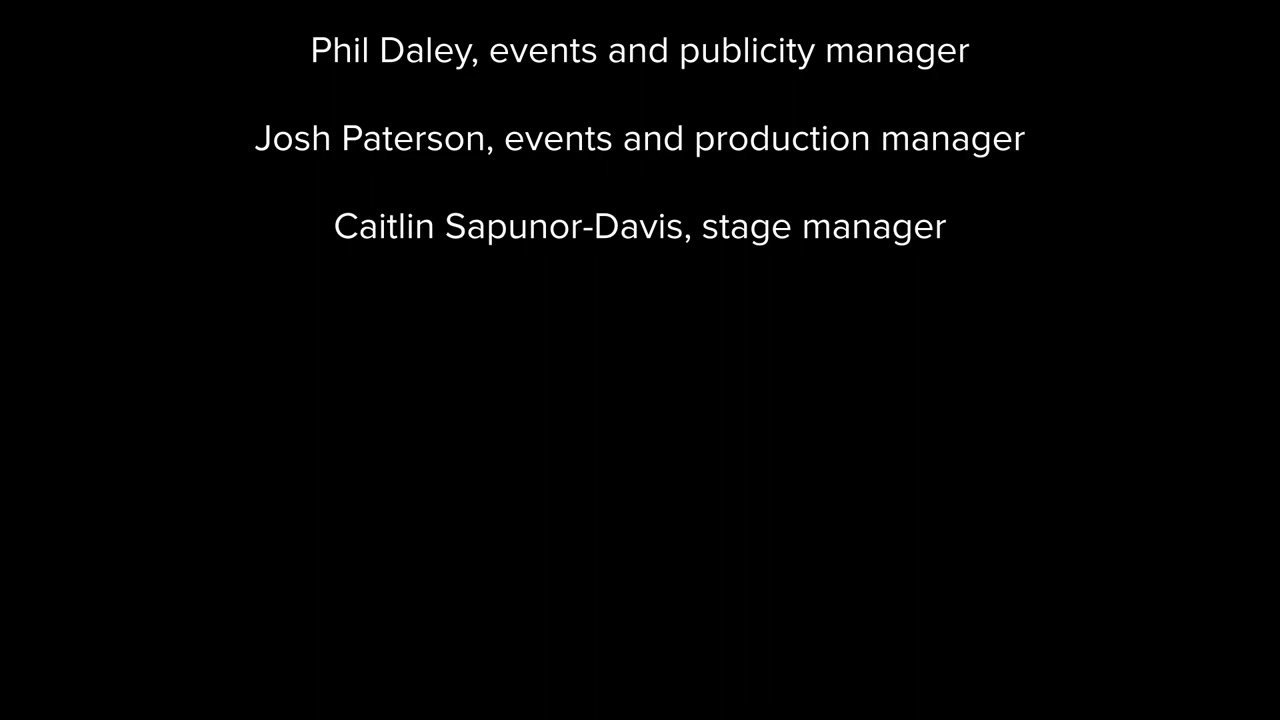 Phil Daley, events and publicity manager
Josh Paterson, events and production manager
Caitlin Sapunor-Davis, stage manager